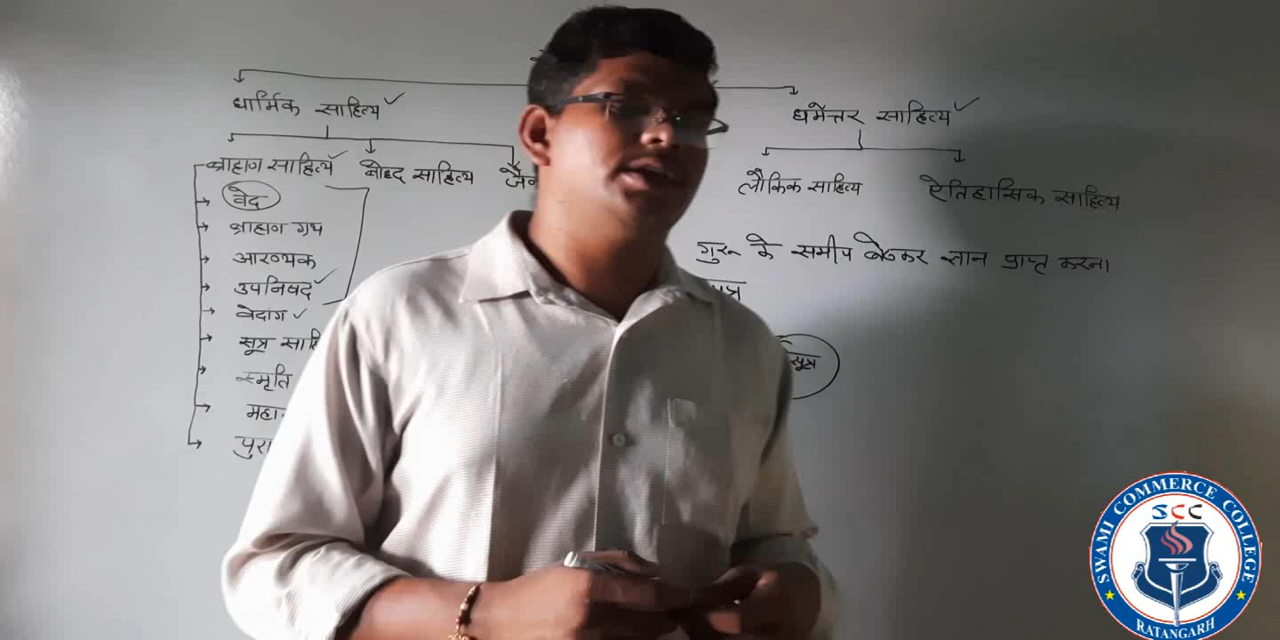 धार्मिक साहित्य
धर्मेत्तर साहित्य
ब्राह्मण साहित्य
बौद्द साहित्य
लौकिक साहित्य
ऐतिहासिक साहित्य
वेद
ब्राह्मण ग्रंथ
आरण्यक
उपनिषद
वेदांग
सूत्र
स्मृति
गुरू के समीप बैठकर ज्ञान प्राप्त करना
सूत्र
SWAMI COMMERCE COLLEGE
SCC
RATANGARH